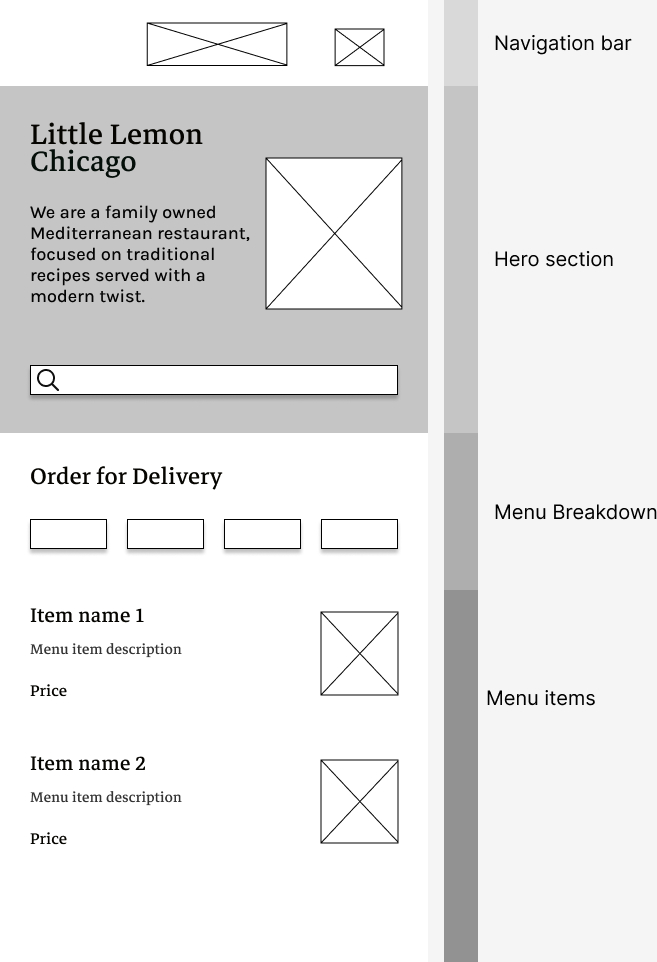 Navigation bar
Little Lemon
Chicago
We are a family owned
Mediterranean restaurant,
focused on traditional
recipes served with a
modern twist.
Hero section
Order for Delivery
Menu Breakdown
Item name 1
Menu item description
Price
Menu items
Item name 2
Menu item description
Price